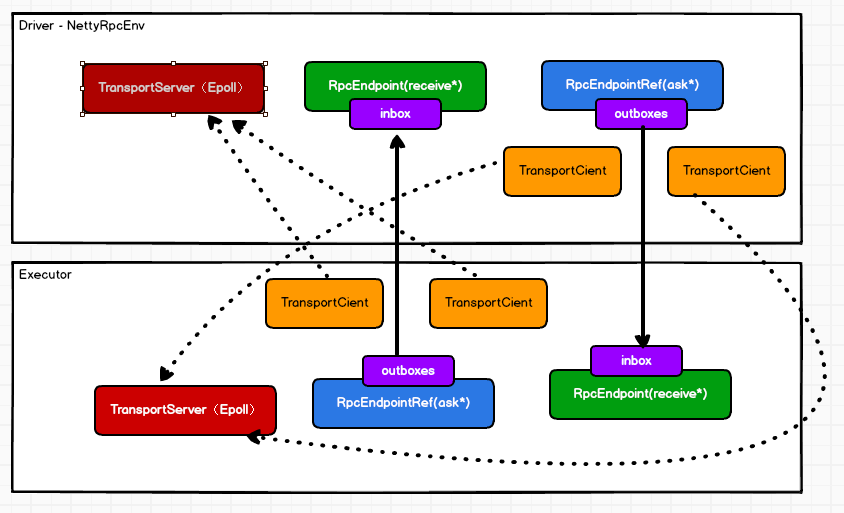 Driver - NettyRpcEnv
TransportServer（Epoll）
RpcEndpoint(receive*)
inbox
RpcEndpointRef(ask*)
outboxes
TransportCient
TransportCient
Executor
TransportCient
TransportCient
TransportServer（Epoll）
outboxes
RpcEndpointRef(ask*)
inbox
RpcEndpoint(receive*)